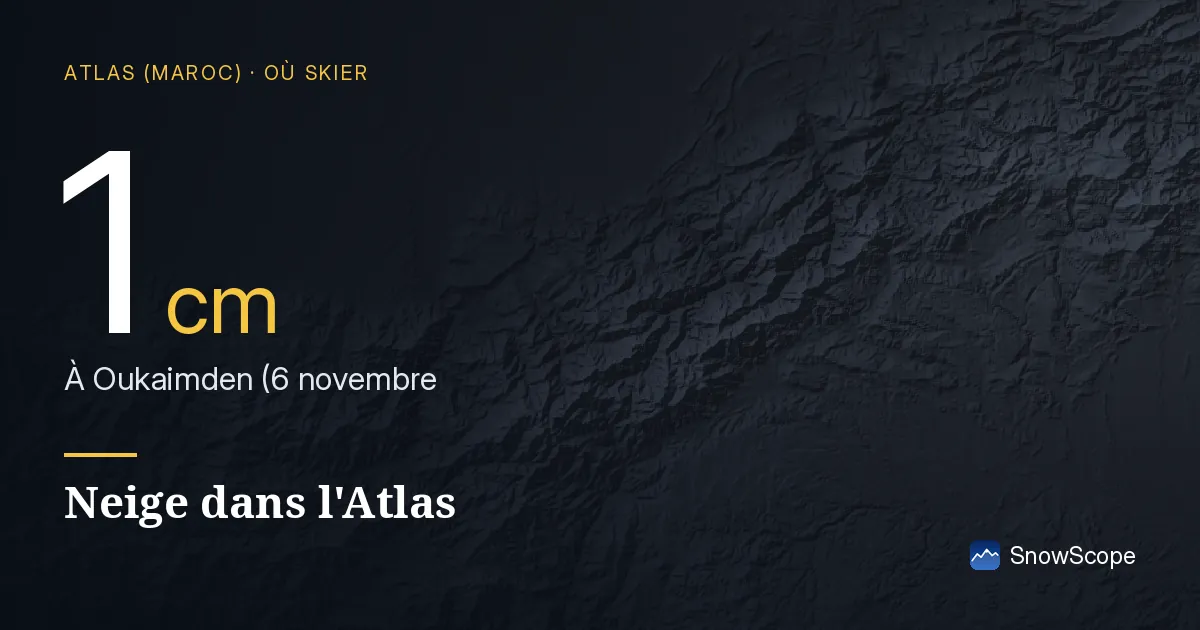 ATLAS (MAROC) · OÙ SKIER
1 cm
À Oukaimden (6 novembre
Neige dans l'Atlas
SnowScope